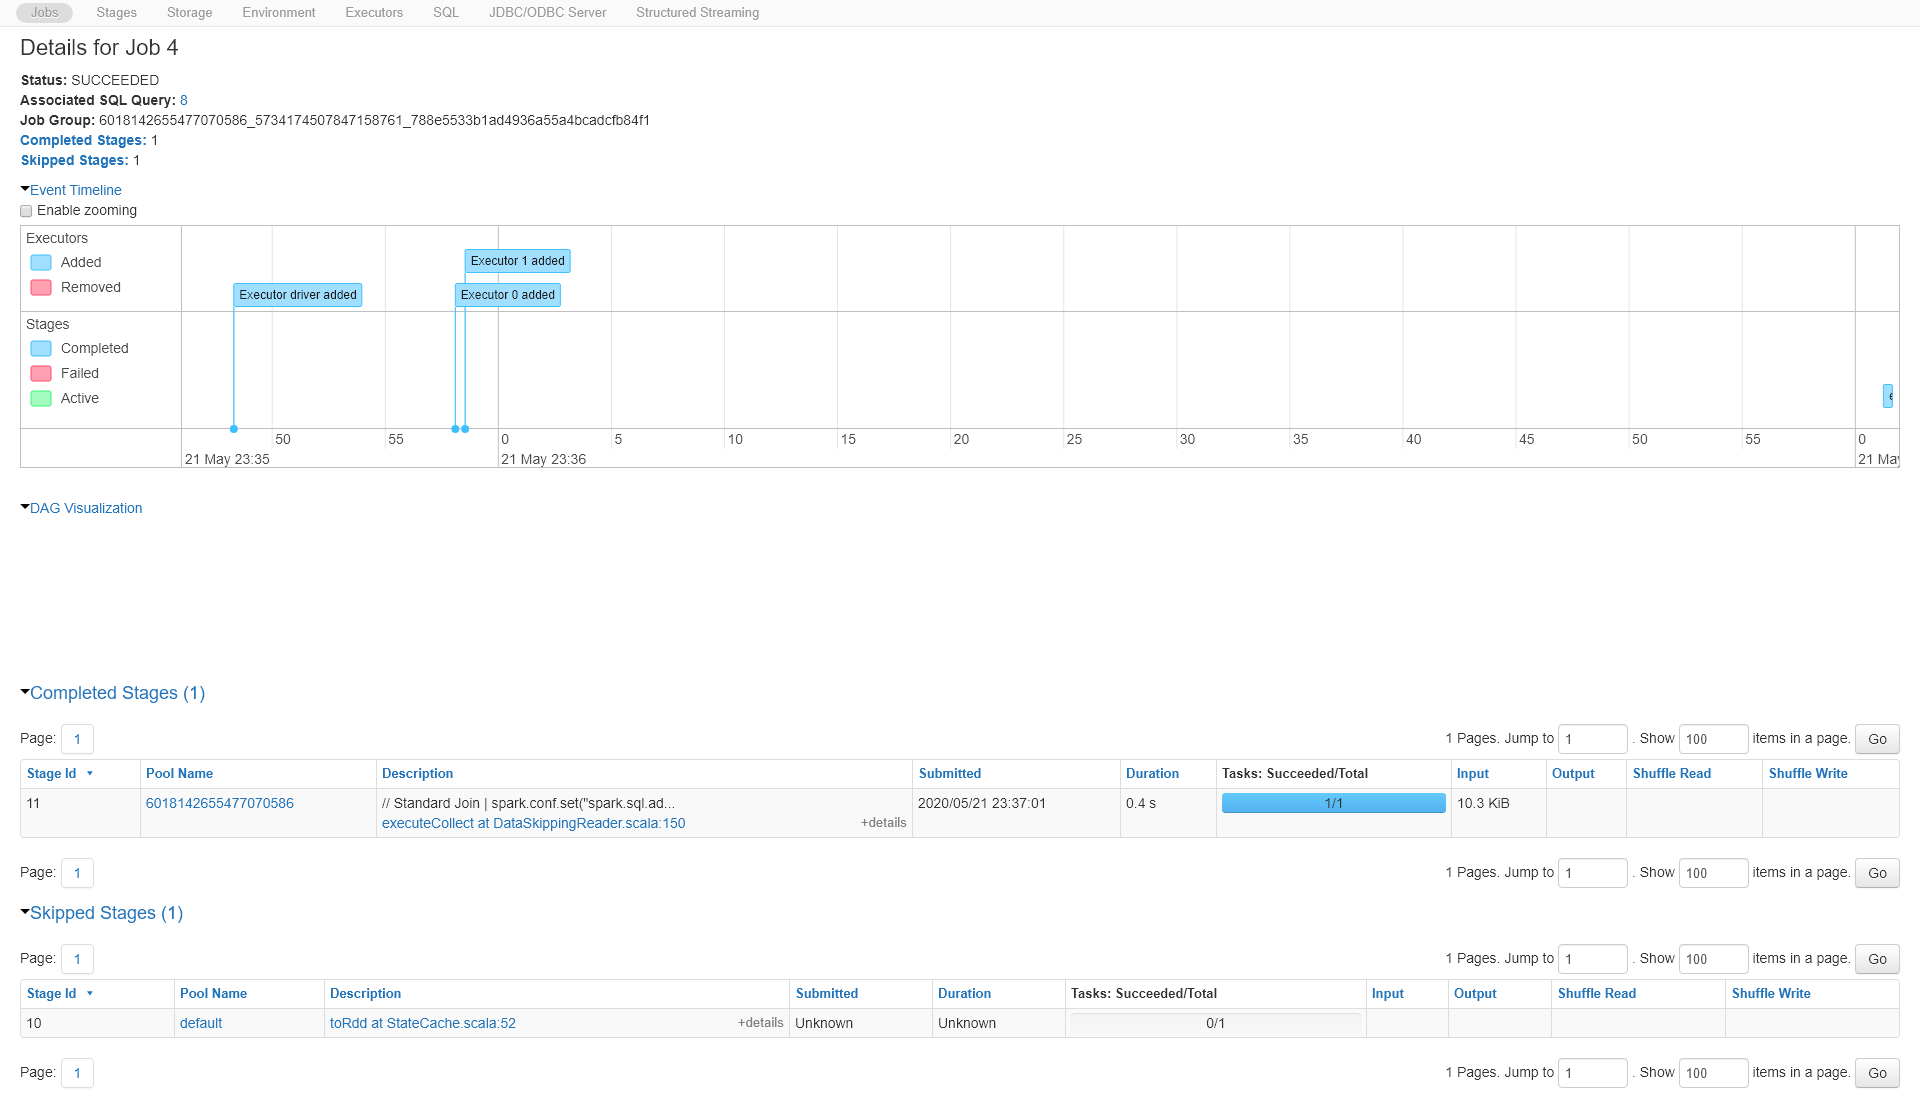 Jobs Stages Storage Environment Executors SQL JDBC/ODBC Server Structured Streaming
Details for Job 4
Status: SUCCEEDED
Associated SQL Query: 8
Job Group: 6018142655477070586_5734174507847158761_788e5533b1ad4936a55a4bcadcfb84f1
Completed Stages: 1
Skipped Stages: 1
Event Timeline
Enable zooming
Executors
Added
Removed
Executor 1 added
Executor driver added
Executor 0 added
Stages
Completed
Failed
Active
50 55 0 5 10 15 20 25 30 35 40 45 50 55 0
21 May 23:35 21 May 23:36 21 May
DAG Visualization
Completed Stages (1)
Page: 1 1 Pages. Jump to 1 . Show 100 items in a page. Go
Stage Id Pool Name Description Submitted Duration Tasks: Succeeded/Total Input Output Shuffle Read Shuffle Write
11 6018142655477070586 // Standard Join | spark.conf.set("spark.sql.ad... 2020/05/21 23:37:01 0.4 s 1/1 10.3 KiB
executeCollect at DataSkippingReader.scala:150 +details
Page: 1 1 Pages. Jump to 1 . Show 100 items in a page. Go
Skipped Stages (1)
Page: 1 1 Pages. Jump to 1 . Show 100 items in a page. Go
Stage Id Pool Name Description Submitted Duration Tasks: Succeeded/Total Input Output Shuffle Read Shuffle Write
10 default toRdd at StateCache.scala:52 +details Unknown Unknown 0/1
Page: 1 1 Pages. Jump to 1 . Show 100 items in a page. Go